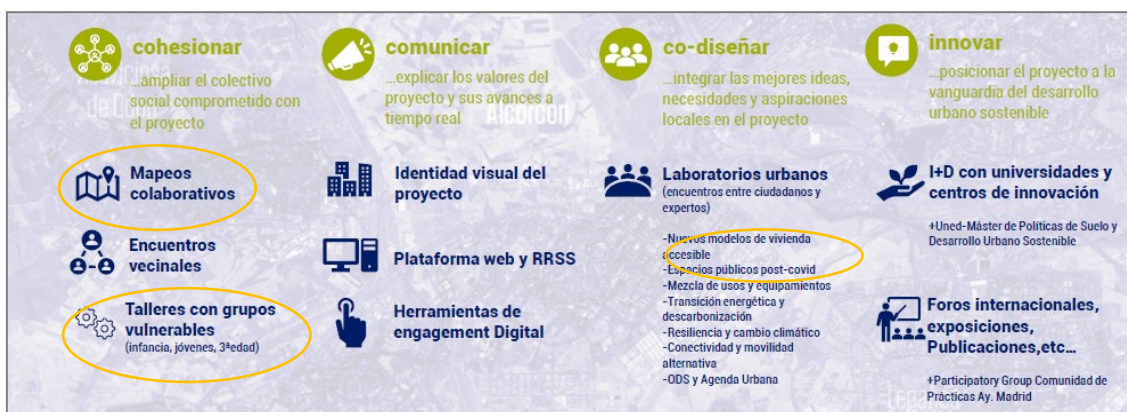 cohesionar
...ampliar el colectivo
social comprometido con
el proyecto
Mapeos
colaborativos
Encuentros
vecinales
Talleres con grupos
vulnerables
(infancia, jóvenes, 3ªedad)
comunicar
...explicar los valores del
proyecto y sus avances a
tiempo real
Alcorcón
Identidad visual del
proyecto
Plataforma web y RRSS
Herramientas de
engagement Digital
co-diseñar
...integrar las mejores ideas,
necesidades y aspiraciones
locales en el proyecto
Laboratorios urbanos
(encuentros entre ciudadanos y
expertos)
-Nuevos modelos de vivienda
accesible
-Espacios públicos post-covid
-Mezcla de usos y equipamientos
-Transición energética y
descarbonización
-Resiliencia y cambio climático
-Conectividad y movilidad
alternativa
-ODS y Agenda Urbana
innovar
...posicionar el proyecto a la
vanguardia del desarrollo
urbano sostenible
I+D con universidades y
centros de innovación
+Uned-Máster de Políticas de Suelo y
Desarrollo Urbano Sostenible
Foros internacionales,
exposiciones,
Publicaciones,etc...
+Participatory Group Comunidad de
Prácticas Ay. Madrid